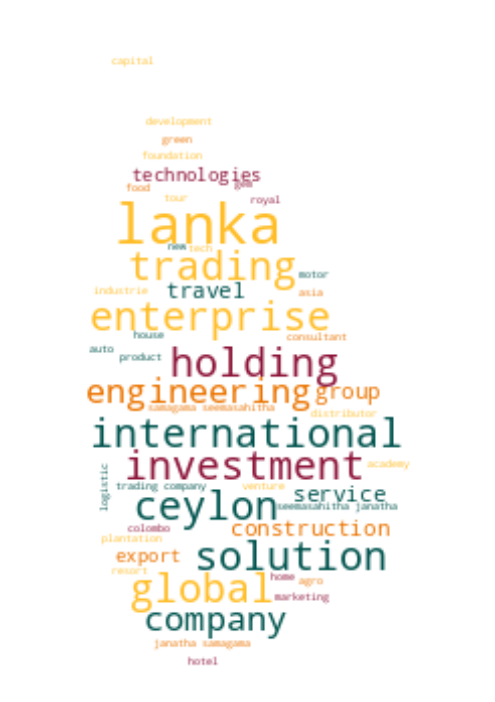 capital
development
green
foundation
technologies
gem
food
tour
royal
lanka
new tech
trading
motor
travel
industrie
asia
enterprise
house
consultant
auto
product
holding
engineering
group
samagama seemasahitha
distributor
international
investment
academy
logistic
trading company
venture
service
ceylon
seemasahitha janatha
colombo
construction
plantation
export
solution
resort
home
agro
global
marketing
company
janatha samagama
hotel